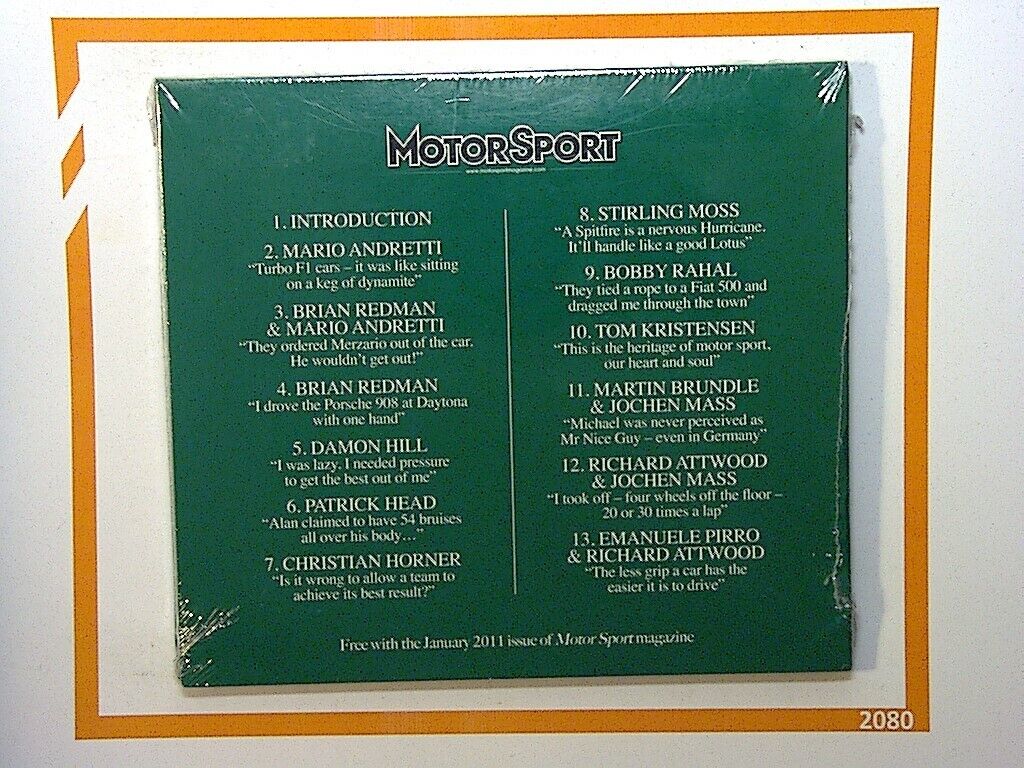 MOTOR SPORT
www.motorsportmagazine.com
1. INTRODUCTION
2. MARIO ANDRETTI
“Turbo F1 cars – it was like sitting
on a keg of dynamite”
3. BRIAN REDMAN
& MARIO ANDRETTI
“They ordered Merzario out of the car.
He wouldn't get out!”
4. BRIAN REDMAN
“I drove the Porsche 908 at Daytona
with one hand”
5. DAMON HILL
“I was lazy. I needed pressure
to get the best out of me”
6. PATRICK HEAD
“Alan claimed to have 54 bruises
all over his body…”
7. CHRISTIAN HORNER
“Is it wrong to allow a team to
achieve its best result?”
8. STIRLING MOSS
“A Spitfire is a nervous Hurricane.
It'll handle like a good Lotus”
9. BOBBY RAHAL
“They tied a rope to a Fiat 500 and
dragged me through the town”
10. TOM KRISTENSEN
“This is the heritage of motor sport,
our heart and soul”
11. MARTIN BRUNDLE
& JOCHEN MASS
“Michael was never perceived as
Mr Nice Guy – even in Germany”
12. RICHARD ATTWOOD
& JOCHEN MASS
“I took off – four wheels off the floor –
20 or 30 times a lap”
13. EMANUELE PIRRO
& RICHARD ATTWOOD
“The less grip a car has the
easier it is to drive”
Free with the January 2011 issue of Motor Sport magazine
2080